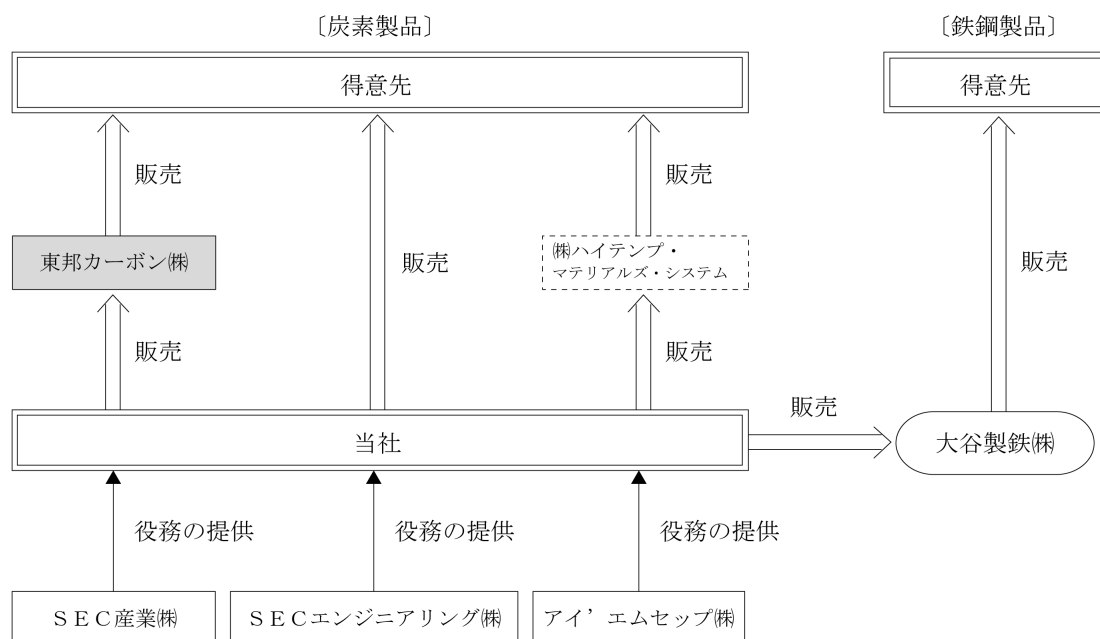 〔炭素製品〕
〔鉄鋼製品〕
得意先
得意先
販売
販売
東邦カーボン㈱
販売
㈱ハイテンプ・
マテリアルズ・システム
販売
販売
販売
販売
当社
大谷製鉄㈱
役務の提供
役務の提供
役務の提供
ＳＥＣ産業㈱
ＳＥＣエンジニアリング㈱
アイ’エムセップ㈱